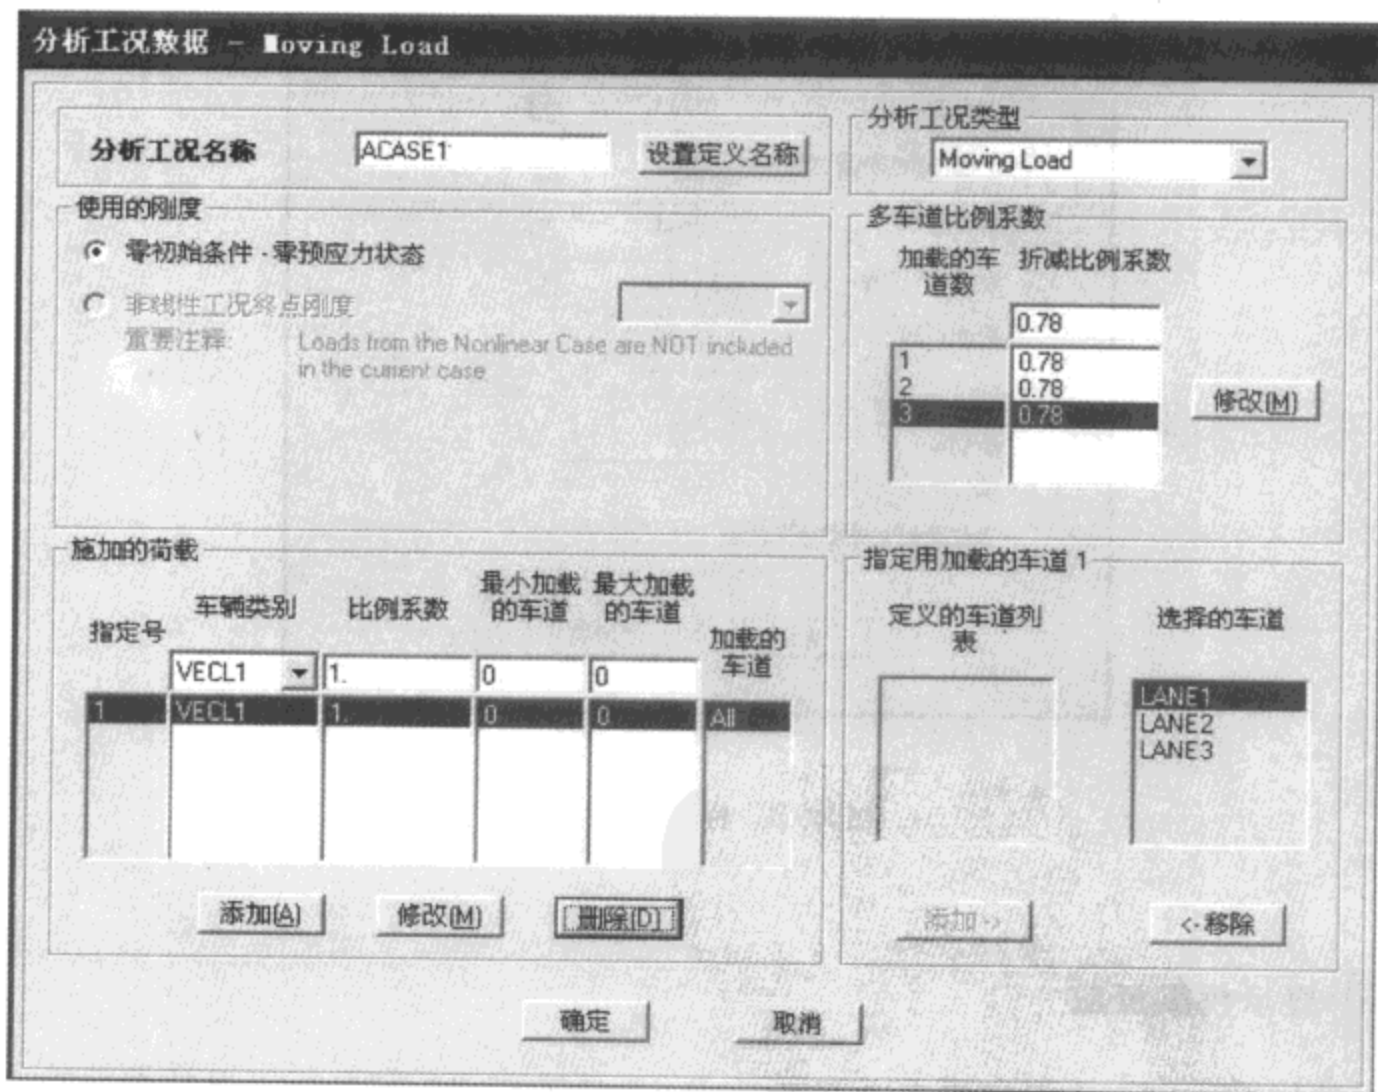 分析工况数据 - Moving Load
分析工况名称
ACASE1
设置定义名称
分析工况类型
Moving Load
使用的刚度
零初始条件 - 零预应力状态
非线性工况终点刚度
重要注释:
Loads from the Nonlinear Case are NOT included
in the current case
多车道比例系数
加载的车
道数
折减比例系数
0.78
1 0.78
2 0.78
3 0.78
修改(M)
施加的荷载
指定号
车辆类别
比例系数
最小加载
的车道
最大加载
的车道
加载的
车道
VECL1 1. 0 0
1 VECL1 1. 0 0 All
添加(A)
修改(M)
删除(D)
指定用加载的车道 1
定义的车道列
表
选择的车道
LANE1
LANE2
LANE3
添加->
<-移除
确定
取消